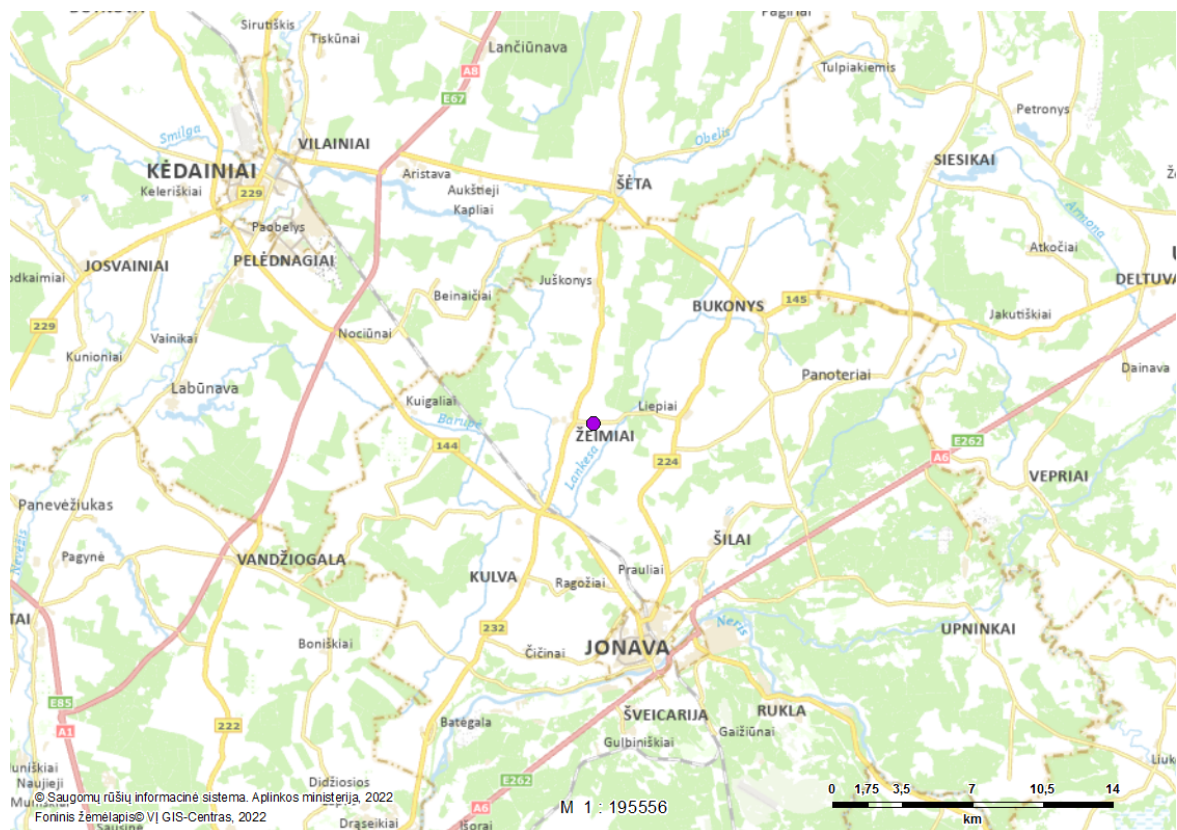 Sirutiškis
Tiškūnai
Lančiūnava
Pagiriai
Tulpiakiemis
A8
E67
Petronys
Smilga
VILAINIAI
Obelis
SIESIKAI
KĖDAINIAI
Aristava
Keleriškiai
229
Aukštieji
Kapliai
ŠĖTA
Armona
Paobelys
Atkočiai
JOSVAINIAI
PELĖDNAGIAI
Juškonys
DELTUVA
Beinaičiai
BUKONYS
145
229
Nociūnai
Jakutiškiai
Vainikai
Kunioniai
Labūnava
Panoteriai
Dainava
Kuigaliai
Barupė
Liepiai
ŽEIMIAI
144
Lankesa
224
E262
A6
VEPRIAI
Panevėžiukas
Nevėžis
Pagynė
VANDŽIOGALA
ŠILAI
KULVA
Ragožiai
Prauliai
TAI
232
Neris
UPNINKAI
Boniškiai
Čičinai
JONAVA
E85
A1
222
Batėgala
ŠVEICARIJA
RUKLA
Gaižiūnai
Gulbiniškiai
Naujieji
Didžiosios
E262
A6
© Saugomų rūšių informacinė sistema. Aplinkos ministerija, 2022
Foninis žemėlapis© VĮ GIS-Centras, 2022
Drąseikiai
M 1 : 195556
0 1,75 3,5 7 10,5 14
km